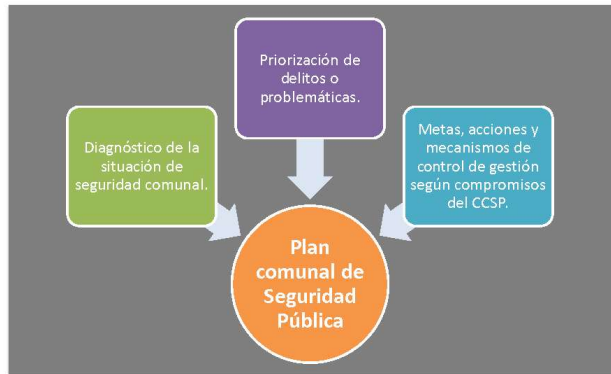 Priorización de
delitos o
problemáticas.
Diagnóstico de la
situación de
seguridad comunal.
Metas, acciones y
mecanismos de
control de gestión
según compromisos
del CCSP.
Plan
comunal de
Seguridad
Pública